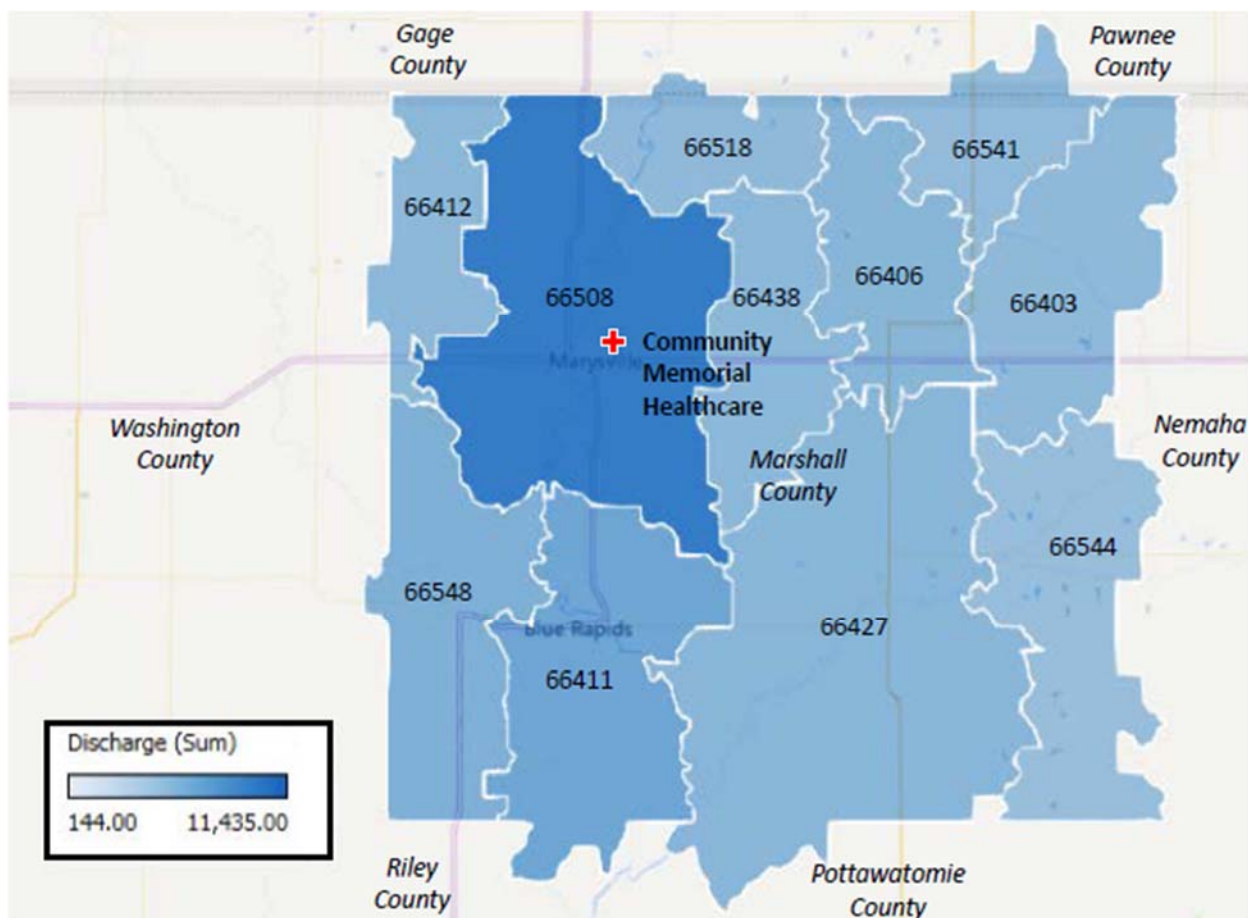 Gage
County
Pawnee
County
66518
66541
66412
66406
66508
66438
66403
Community
Memorial
Healthcare
Marysville
Washington
County
Nemaha
County
Marshall
County
66544
66548
66427
Blue Rapids
66411
Discharge (Sum)
144.00 11,435.00
Riley
County
Pottawatomie
County